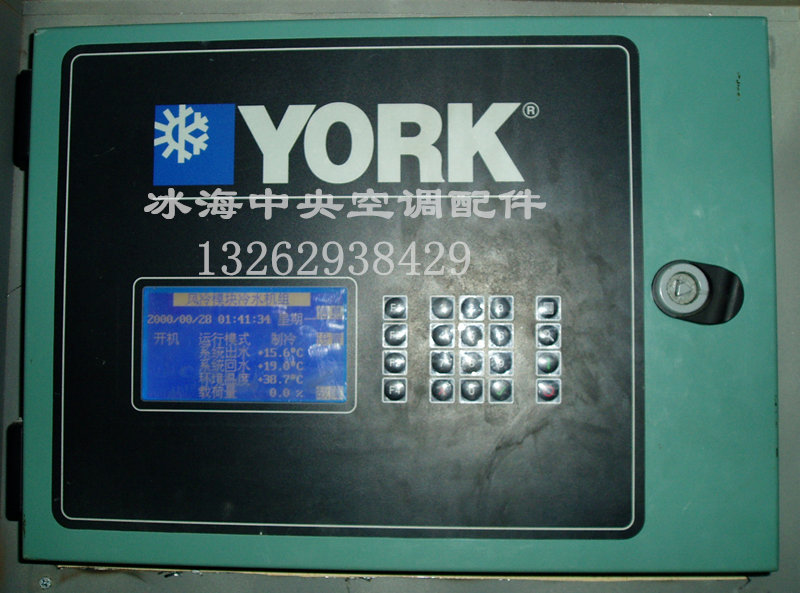 YORK®
冰海中央空调配件
13262938429
风冷模块冷水机组
2000/00/28 01:41:34 星期一
开机 运行模式 制冷
系统出水 +15.6℃
系统回水 +19.0℃
环境温度 +38.7℃
载荷量 0.0 %